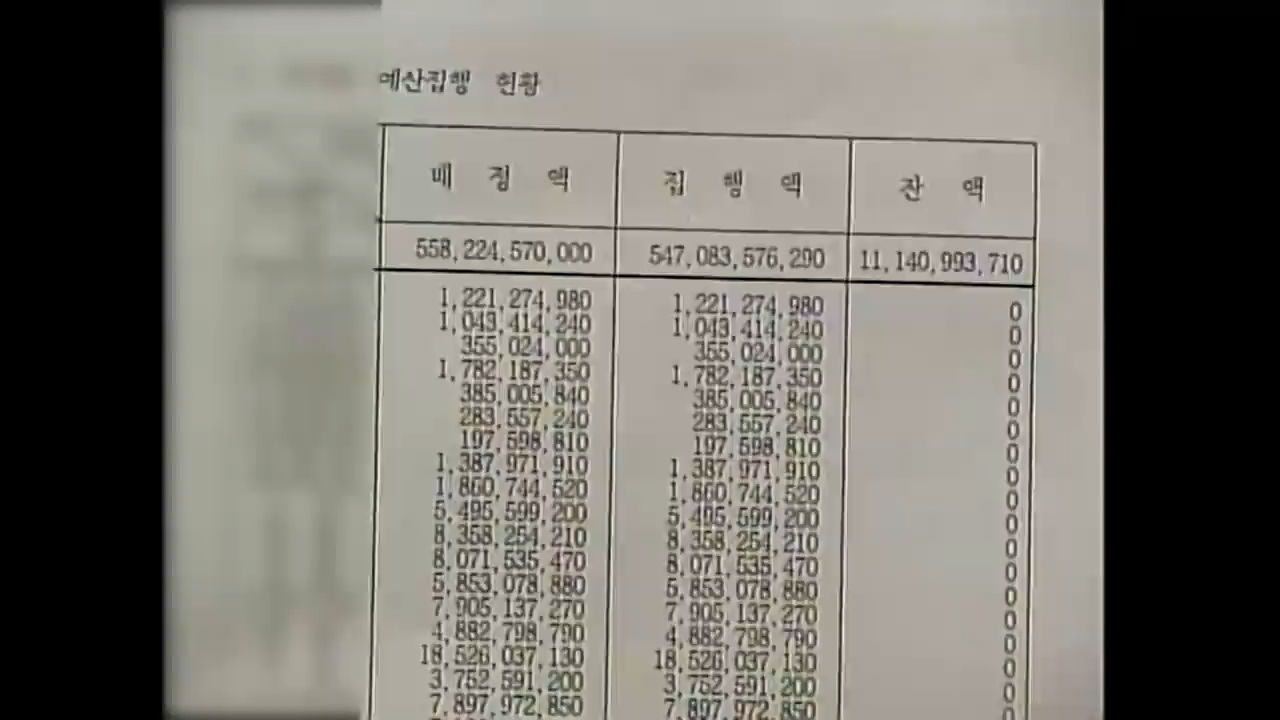 예산집행 현황
배 정 액 집 행 액 잔 액
558,224,570,000 547,083,576,290 11,140,993,710
1,221,274,980 1,221,274,980 0
1,043,414,240 1,043,414,240 0
355,024,000 355,024,000 0
1,782,187,350 1,782,187,350 0
385,005,840 385,005,840 0
283,557,240 283,557,240 0
197,598,810 197,598,810 0
1,387,971,910 1,387,971,910 0
1,860,744,520 1,860,744,520 0
5,495,599,200 5,495,599,200 0
8,358,254,210 8,358,254,210 0
8,071,535,470 8,071,535,470 0
5,853,078,880 5,853,078,880 0
7,905,137,270 7,905,137,270 0
4,882,798,790 4,882,798,790 0
18,526,037,130 18,526,037,130 0
3,752,591,200 3,752,591,200 0
7,897,972,850 7,897,972,850 0